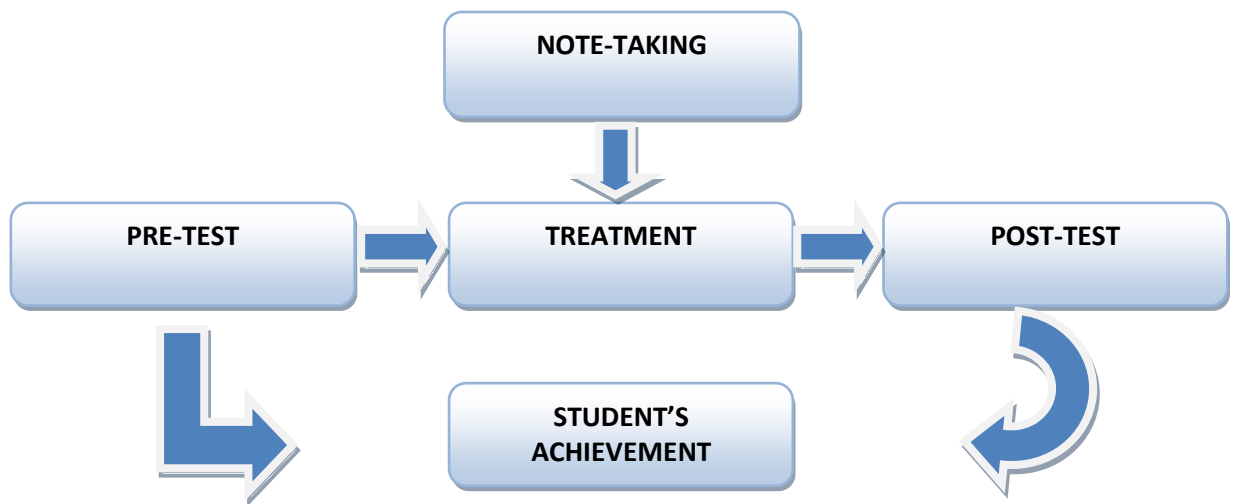 NOTE-TAKING
PRE-TEST
TREATMENT
POST-TEST
STUDENT’S
ACHIEVEMENT